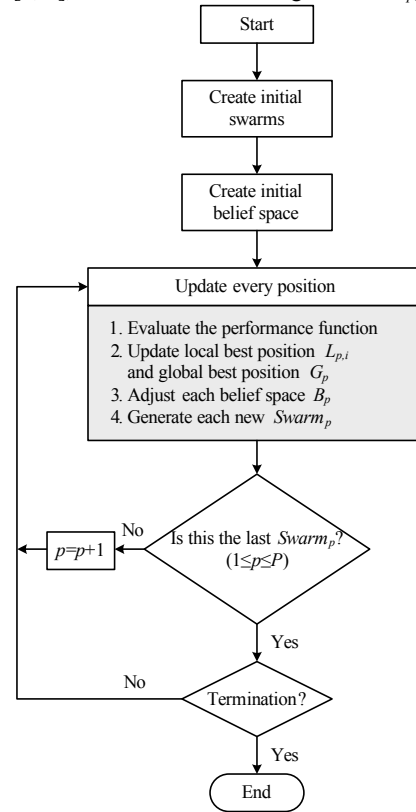 Start
Create initial
swarms
Create initial
belief space
Update every position
1. Evaluate the performance function
2. Update local best position L_{p,i}
and global best position G_p
3. Adjust each belief space B_p
4. Generate each new Swarm_p
Is this the last Swarm_p?
(1≤p≤P)
No
p=p+1
Yes
Termination?
No
Yes
End